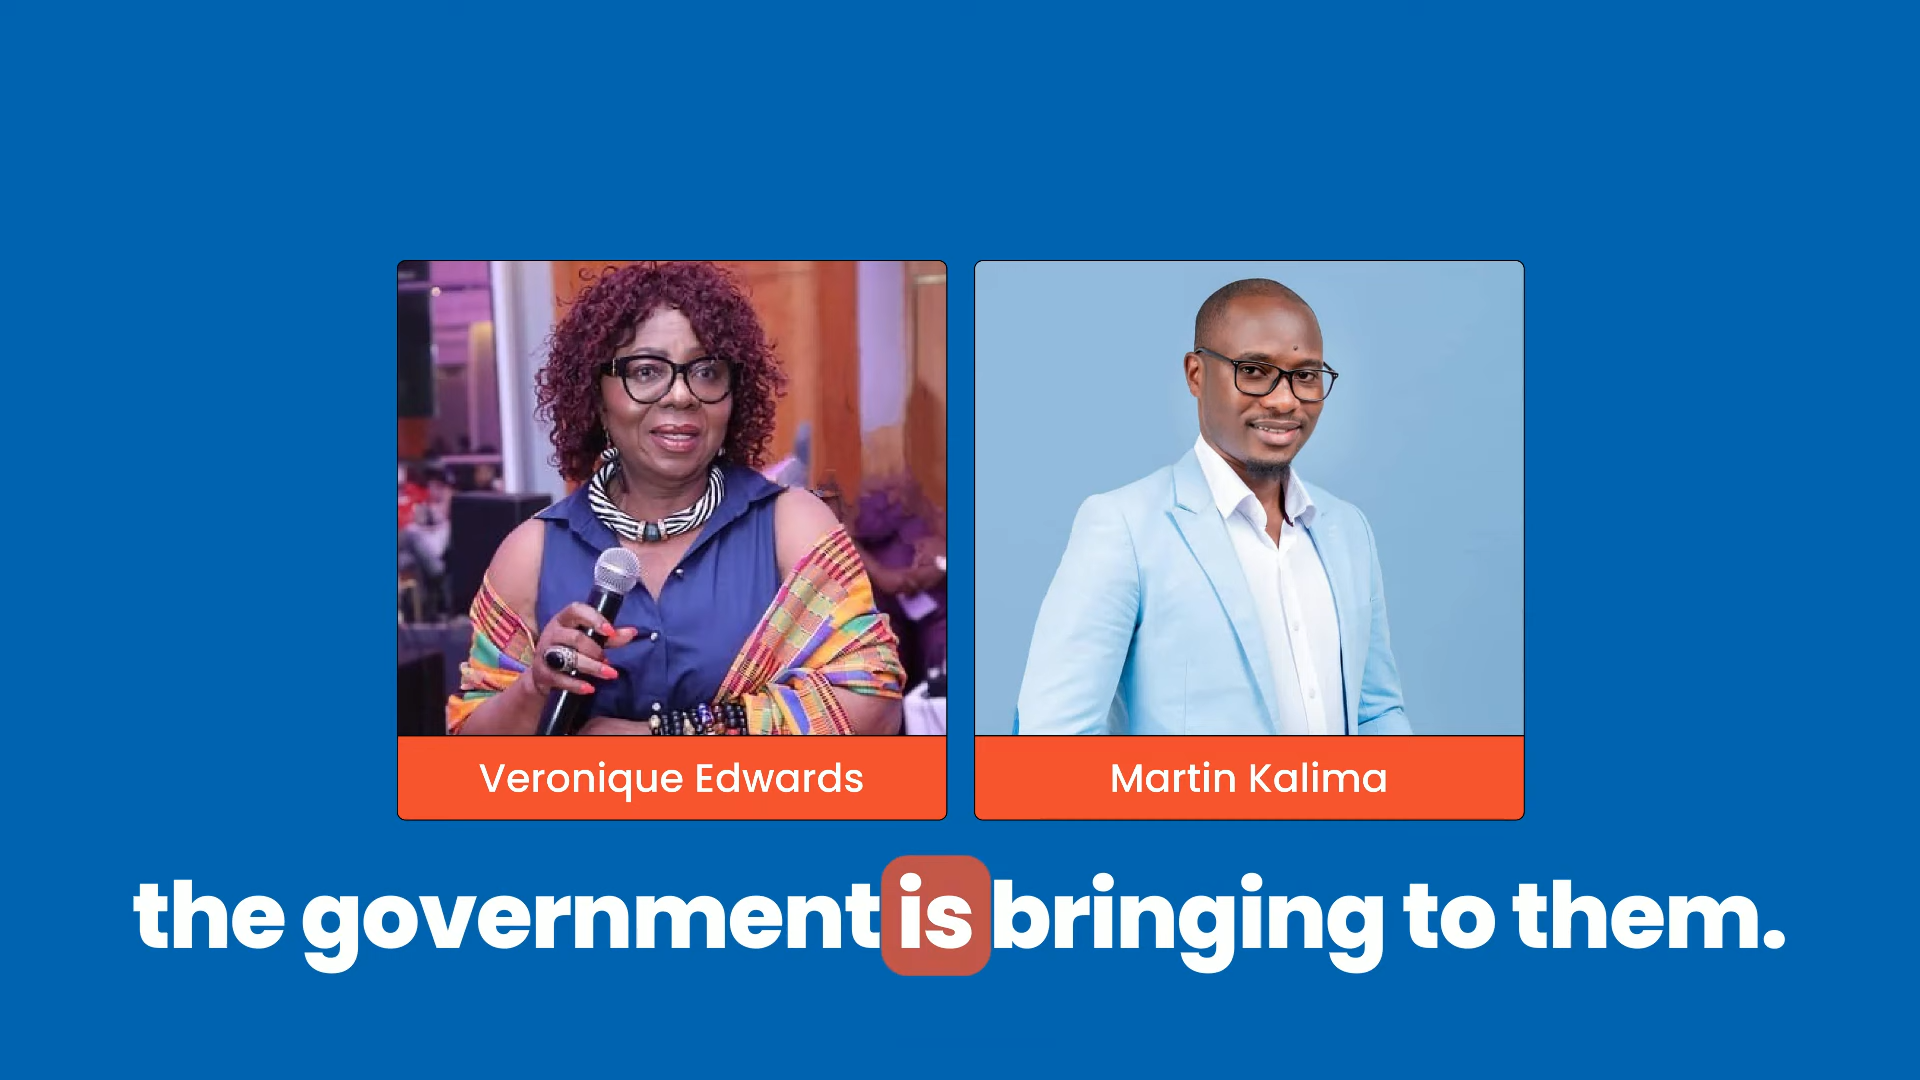 Veronique Edwards
Martin Kalima
the government is bringing to them.